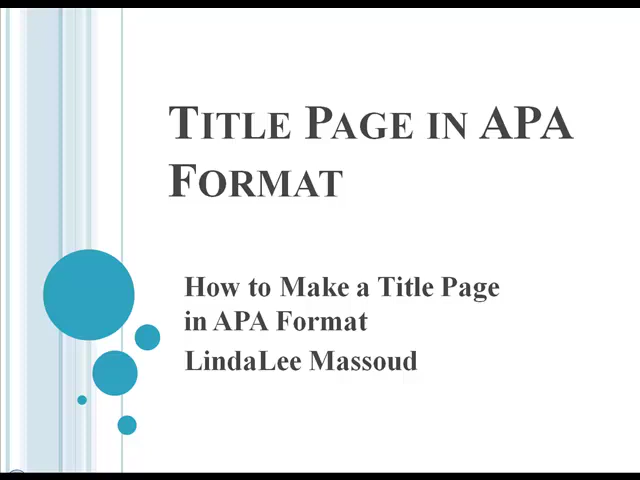 Title Page in APA
Format
How to Make a Title Page
in APA Format
LindaLee Massoud